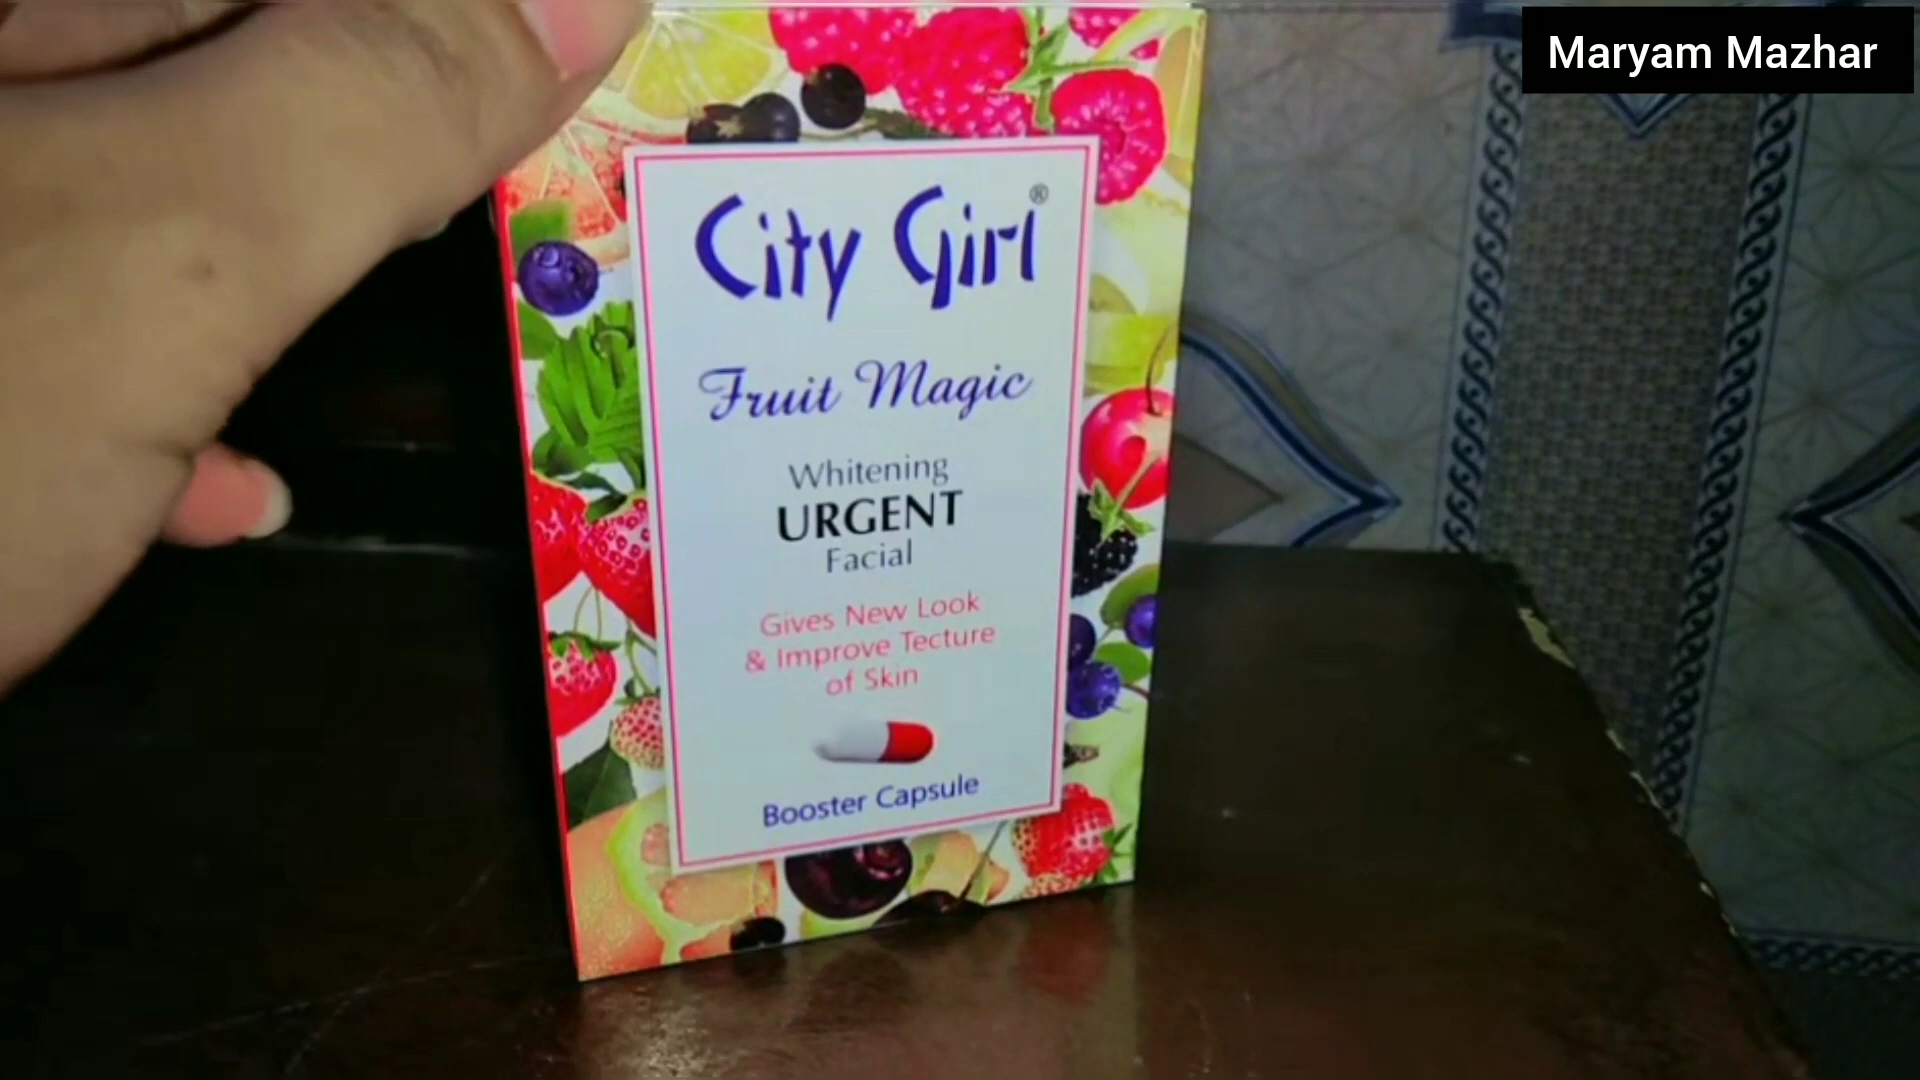 Maryam Mazhar
City Girl®
Fruit Magic
Whitening
URGENT
Facial
Gives New Look
& Improve Tecture
of Skin
Booster Capsule